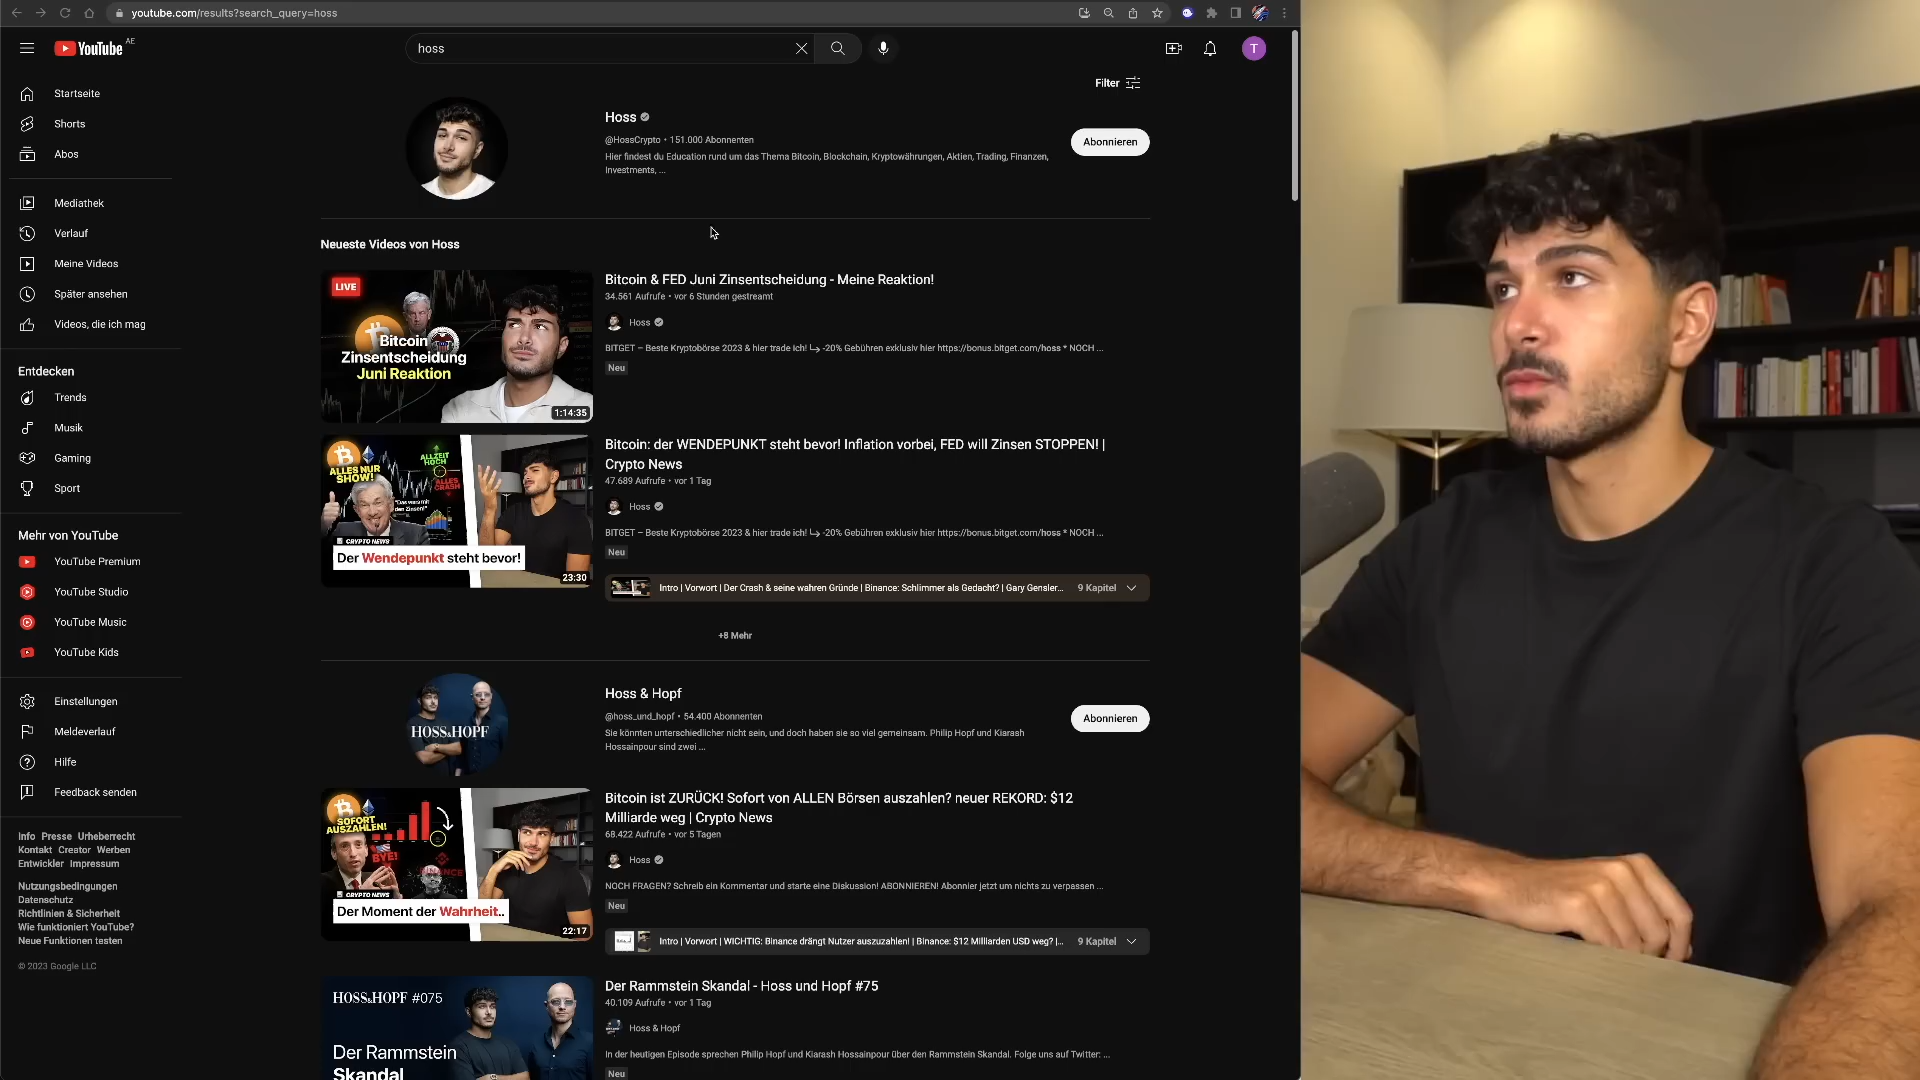 youtube.com/results?search_query=hoss
YouTube AE
hoss
T
Startseite
Shorts
Abos
Mediathek
Verlauf
Meine Videos
Später ansehen
Videos, die ich mag
Entdecken
Trends
Musik
Gaming
Sport
Mehr von YouTube
YouTube Premium
YouTube Studio
YouTube Music
YouTube Kids
Einstellungen
Meldeverlauf
Hilfe
Feedback senden
Info Presse Urheberrecht
Kontakt Creator Werben
Entwickler Impressum
Nutzungsbedingungen
Datenschutz
Richtlinien & Sicherheit
Wie funktioniert YouTube?
Neue Funktionen testen
© 2023 Google LLC
Filter
Hoss
@HossCrypto • 151.000 Abonnenten
Hier findest du Education rund um das Thema Bitcoin, Blockchain, Kryptowährungen, Aktien, Trading, Finanzen,
Investments, ...
Abonnieren
Neueste Videos von Hoss
LIVE
Bitcoin
Zinsentscheidung
Juni Reaktion
1:14:35
Bitcoin & FED Juni Zinsentscheidung - Meine Reaktion!
34.561 Aufrufe • vor 6 Stunden gestreamt
Hoss
BITGET – Beste Kryptobörse 2023 & hier trade ich! ↳ -20% Gebühren exklusiv hier https://bonus.bitget.com/hoss * NOCH ...
Neu
ALLES NUR
SHOW!
ALLZEIT
HOCH
ALLES
CRASH
CRYPTO NEWS
Der Wendepunkt steht bevor!
23:30
Bitcoin: der WENDEPUNKT steht bevor! Inflation vorbei, FED will Zinsen STOPPEN! |
Crypto News
47.689 Aufrufe • vor 1 Tag
Hoss
BITGET – Beste Kryptobörse 2023 & hier trade ich! ↳ -20% Gebühren exklusiv hier https://bonus.bitget.com/hoss * NOCH ...
Neu
Intro | Vorwort | Der Crash & seine wahren Gründe | Binance: Schlimmer als Gedacht? | Gary Gensler... 9 Kapitel
+8 Mehr
HOSS&HOPF
Hoss & Hopf
@hoss_und_hopf • 54.400 Abonnenten
Sie könnten unterschiedlicher nicht sein, und doch haben sie so viel gemeinsam. Philip Hopf und Kiarash
Hossainpour sind zwei ...
Abonnieren
SOFORT
AUSZAHLEN!
BYE!
BINANCE
CRYPTO NEWS
Der Moment der Wahrheit..
22:17
Bitcoin ist ZURÜCK! Sofort von ALLEN Börsen auszahlen? neuer REKORD: $12
Milliarde weg | Crypto News
68.422 Aufrufe • vor 5 Tagen
Hoss
NOCH FRAGEN? Schreib ein Kommentar und starte eine Diskussion! ABONNIEREN! Abonnier jetzt um nichts zu verpassen ...
Neu
Intro | Vorwort | WICHTIG: Binance drängt Nutzer auszuzahlen! | Binance: $12 Milliarden USD weg? |... 9 Kapitel
HOSS&HOPF #075
Der Rammstein
Skandal
Der Rammstein Skandal - Hoss und Hopf #75
40.109 Aufrufe • vor 1 Tag
Hoss & Hopf
In der heutigen Episode sprechen Philip Hopf und Kiarash Hossainpour über den Rammstein Skandal. Folge uns auf Twitter: ...
Neu